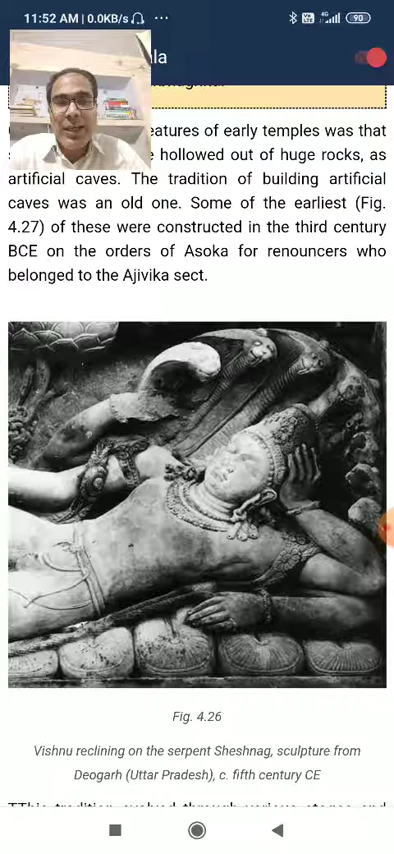 11:52 AM | 0.0KB/s
4G
90
eatures of early temples was that
hollowed out of huge rocks, as
artificial caves. The tradition of building artificial
caves was an old one. Some of the earliest (Fig.
4.27) of these were constructed in the third century
BCE on the orders of Asoka for renouncers who
belonged to the Ajivika sect.
Fig. 4.26
Vishnu reclining on the serpent Sheshnag, sculpture from
Deogarh (Uttar Pradesh), c. fifth century CE